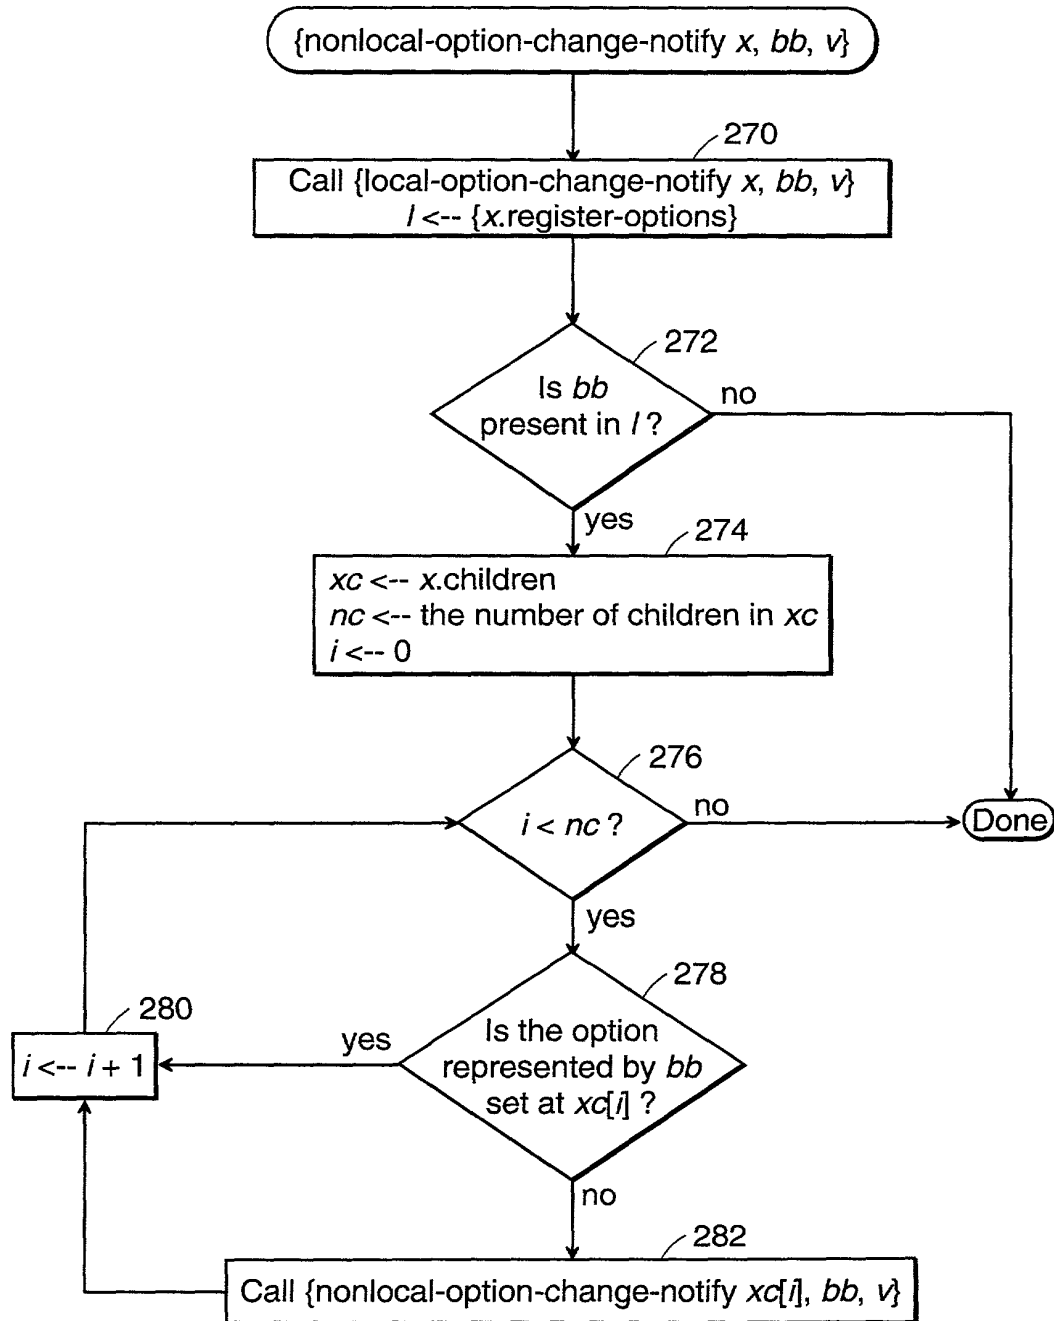 {nonlocal-option-change-notify x, bb, v}
270
Call {local-option-change-notify x, bb, v}
l <-- {x.register-options}
272
Is bb
present in l ?
no
yes
274
xc <-- x.children
nc <-- the number of children in xc
i <-- 0
276
i < nc ?
no
Done
yes
278
Is the option
represented by bb
set at xc[i] ?
yes
280
i <-- i + 1
no
282
Call {nonlocal-option-change-notify xc[i], bb, v}